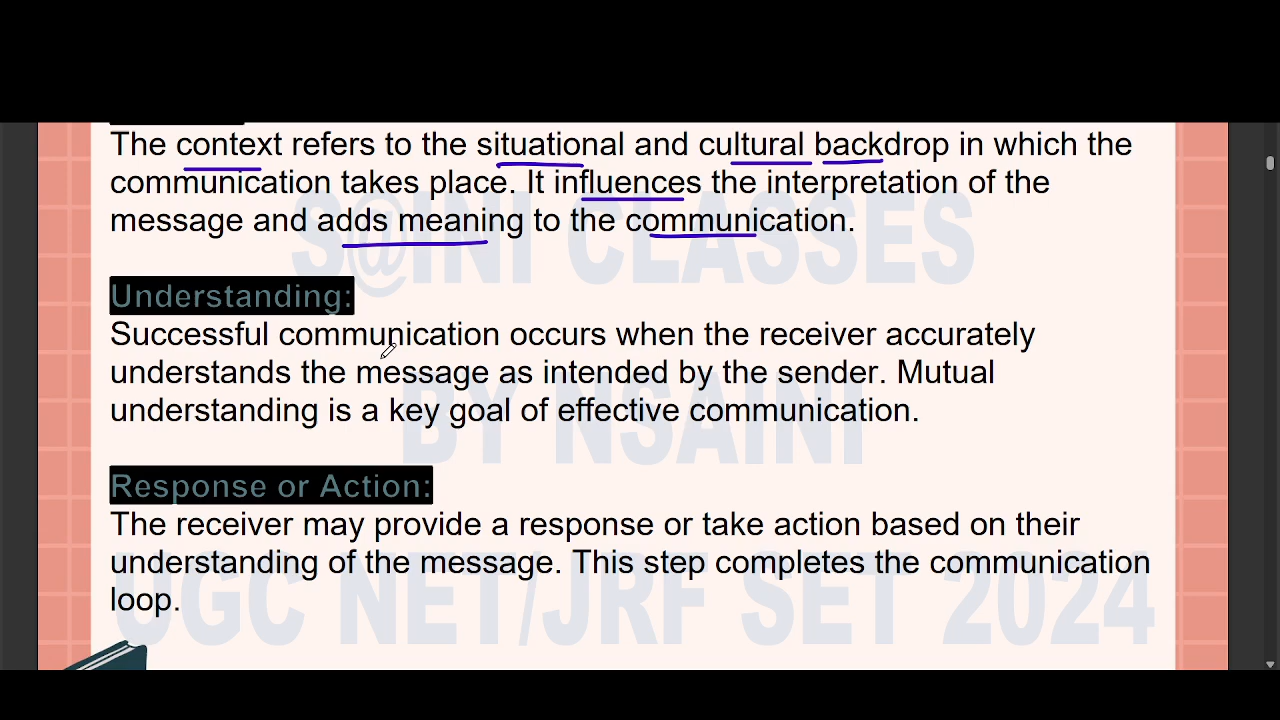 The context refers to the situational and cultural backdrop in which the
communication takes place. It influences the interpretation of the
message and adds meaning to the communication.
S@INI CLASSES
Understanding:
Successful communication occurs when the receiver accurately
understands the message as intended by the sender. Mutual
understanding is a key goal of effective communication.
BY NSAINI
Response or Action:
The receiver may provide a response or take action based on their
understanding of the message. This step completes the communication
loop.
UGC NET/JRF SET 2024